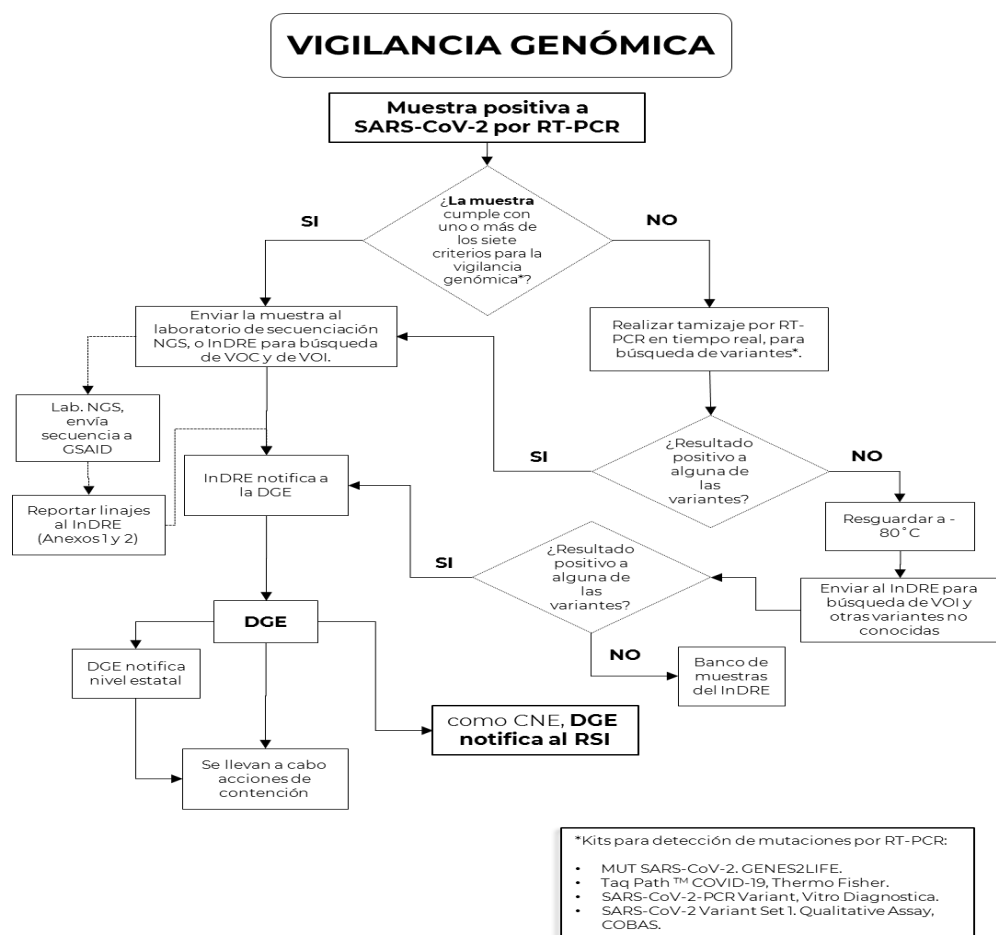 VIGILANCIA GENÓMICA
Muestra positiva a
SARS-CoV-2 por RT-PCR
¿La muestra
cumple con
uno o más de
los siete
criterios para la
vigilancia
genómica*?
SI
NO
Enviar la muestra al
laboratorio de secuenciación
NGS, o InDRE para búsqueda
de VOC y de VOI.
Realizar tamizaje por RT-
PCR en tiempo real, para
búsqueda de variantes*.
Lab. NGS,
envía
secuencia a
GSAID
¿Resultado
positivo a
alguna de
las
variantes?
SI
NO
InDRE notifica a
la DGE
Reportar linajes
al InDRE
(Anexos 1 y 2)
Resguardar a -
80°C
¿Resultado
positivo a
alguna de
las
variantes?
SI
Enviar al InDRE para
búsqueda de VOI y
otras variantes no
conocidas
DGE
NO
DGE notifica
nivel estatal
Banco de
muestras
del InDRE
como CNE, DGE
notifica al RSI
Se llevan a cabo
acciones de
contención
*Kits para detección de mutaciones por RT-PCR:
• MUT SARS-CoV-2. GENES2LIFE.
• Taq Path ™ COVID-19, Thermo Fisher.
• SARS-CoV-2-PCR Variant, Vitro Diagnostica.
• SARS-CoV-2 Variant Set 1. Qualitative Assay,
COBAS.